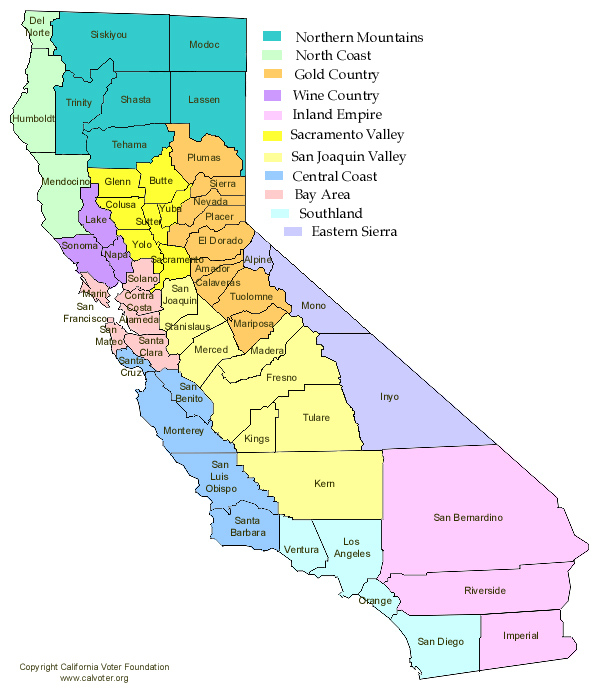 Del
Norte
Siskiyou
Modoc
Humboldt
Trinity
Shasta
Lassen
Tehama
Plumas
Mendocino
Glenn
Butte
Sierra
Colusa
Yuba
Nevada
Lake
Sutter
Placer
Sonoma
Napa
Yolo
El Dorado
Sacramento
Alpine
Solano
Amador
Marin
Contra
Costa
San
Joaquin
Calaveras
San
Francisco
Alameda
Tuolomne
Mono
San
Mateo
Stanislaus
Mariposa
Santa
Clara
Merced
Madera
Santa
Cruz
Fresno
San
Benito
Inyo
Monterey
Kings
Tulare
San
Luis
Obispo
Kern
San Bernardino
Santa
Barbara
Ventura
Los
Angeles
Orange
Riverside
San Diego
Imperial
Northern Mountains
North Coast
Gold Country
Wine Country
Inland Empire
Sacramento Valley
San Joaquin Valley
Central Coast
Bay Area
Southland
Eastern Sierra
Copyright California Voter Foundation
www.calvoter.org